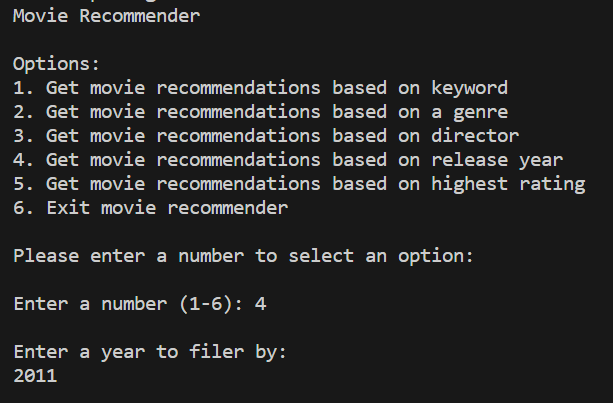 Movie Recommender
Options:
1. Get movie recommendations based on keyword
2. Get movie recommendations based on a genre
3. Get movie recommendations based on director
4. Get movie recommendations based on release year
5. Get movie recommendations based on highest rating
6. Exit movie recommender
Please enter a number to select an option:
Enter a number (1-6): 4
Enter a year to filer by:
2011